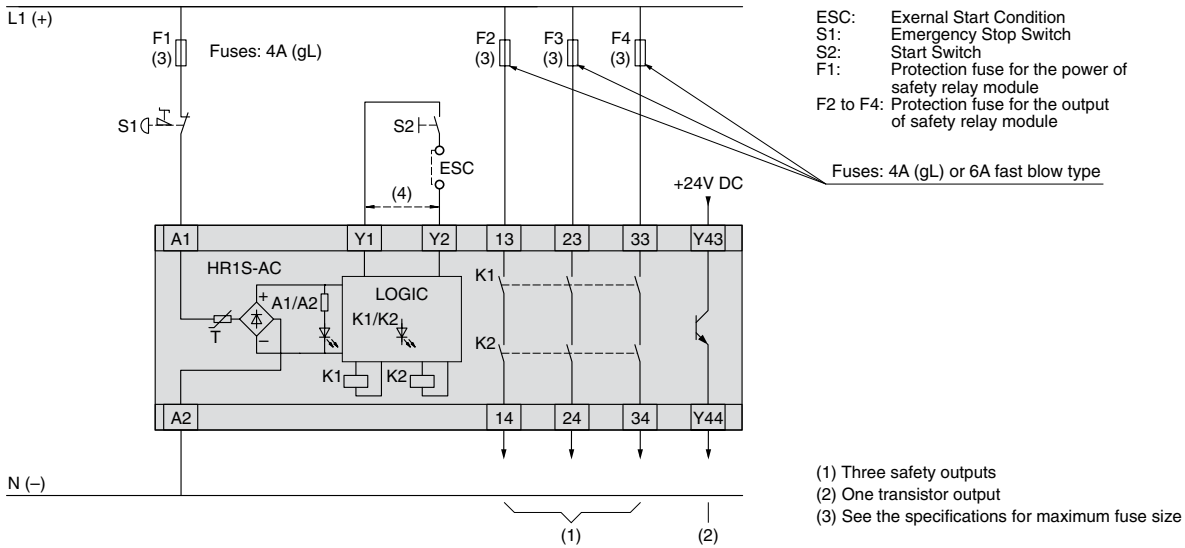 L1 (+)
F1
(3)
Fuses: 4A (gL)
F2
(3)
F3
(3)
F4
(3)
ESC: Exernal Start Condition
S1: Emergency Stop Switch
S2: Start Switch
F1: Protection fuse for the power of
safety relay module
F2 to F4: Protection fuse for the output
of safety relay module
Fuses: 4A (gL) or 6A fast blow type
S1
S2
ESC
(4)
+24V DC
A1
Y1
Y2
13
23
33
Y43
HR1S-AC
+
A1/A2
LOGIC
K1/K2
T
–
K1
K2
K1
K2
A2
14
24
34
Y44
N (–)
(1)
(2)
(1) Three safety outputs
(2) One transistor output
(3) See the specifications for maximum fuse size